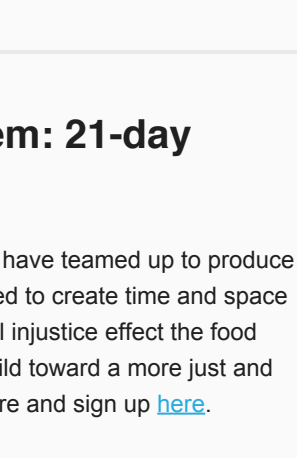 em: 21-day
have teamed up to produce
ed to create time and space
l injustice effect the food
ild toward a more just and
re and sign up here.